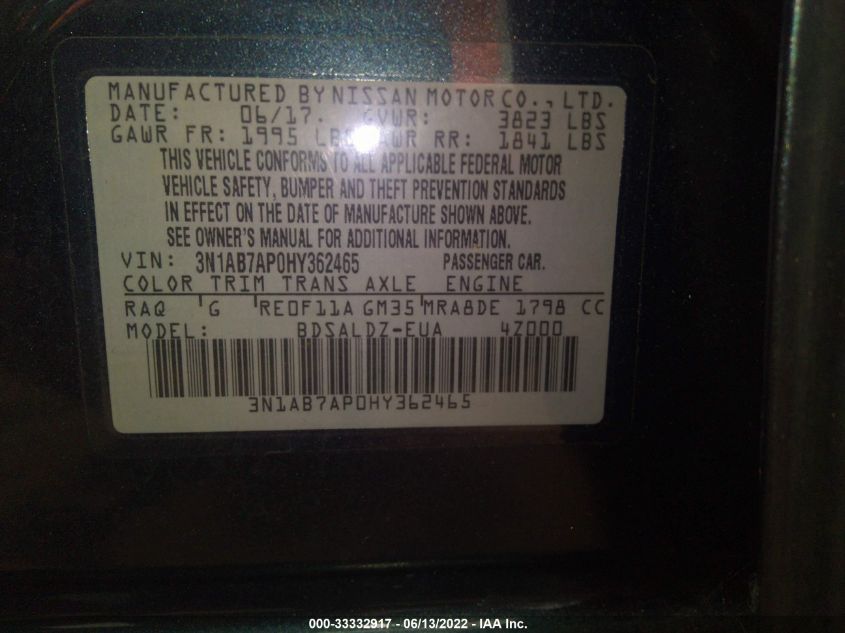 MANUFACTURED BY NISSAN MOTOR CO., LTD.
DATE: 06/17. GVWR: 3823 LBS
GAWR FR: 1995 LBS GAWR RR: 1841 LBS
THIS VEHICLE CONFORMS TO ALL APPLICABLE FEDERAL MOTOR
VEHICLE SAFETY, BUMPER AND THEFT PREVENTION STANDARDS
IN EFFECT ON THE DATE OF MANUFACTURE SHOWN ABOVE.
SEE OWNER'S MANUAL FOR ADDITIONAL INFORMATION.
VIN: 3N1AB7AP0HY362465 PASSENGER CAR.
COLOR TRIM TRANS AXLE ENGINE
RAQ G RE0F11A GM35 MRA8DE 1798 CC
MODEL: BDSALDZ-EUA 4Z000
3N1AB7AP0HY362465
000-33332917 - 06/13/2022 - IAA Inc.